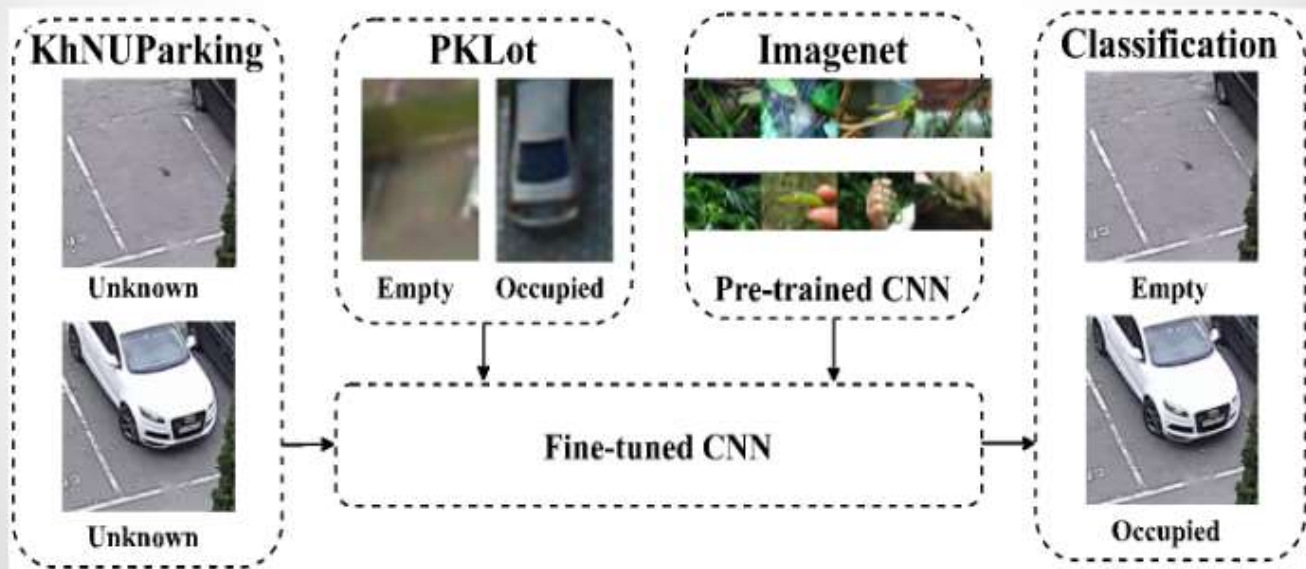 KhNUParking
Unknown
Unknown
PKLot
Empty
Occupied
Imagenet
Pre-trained CNN
Fine-tuned CNN
Classification
Empty
Occupied